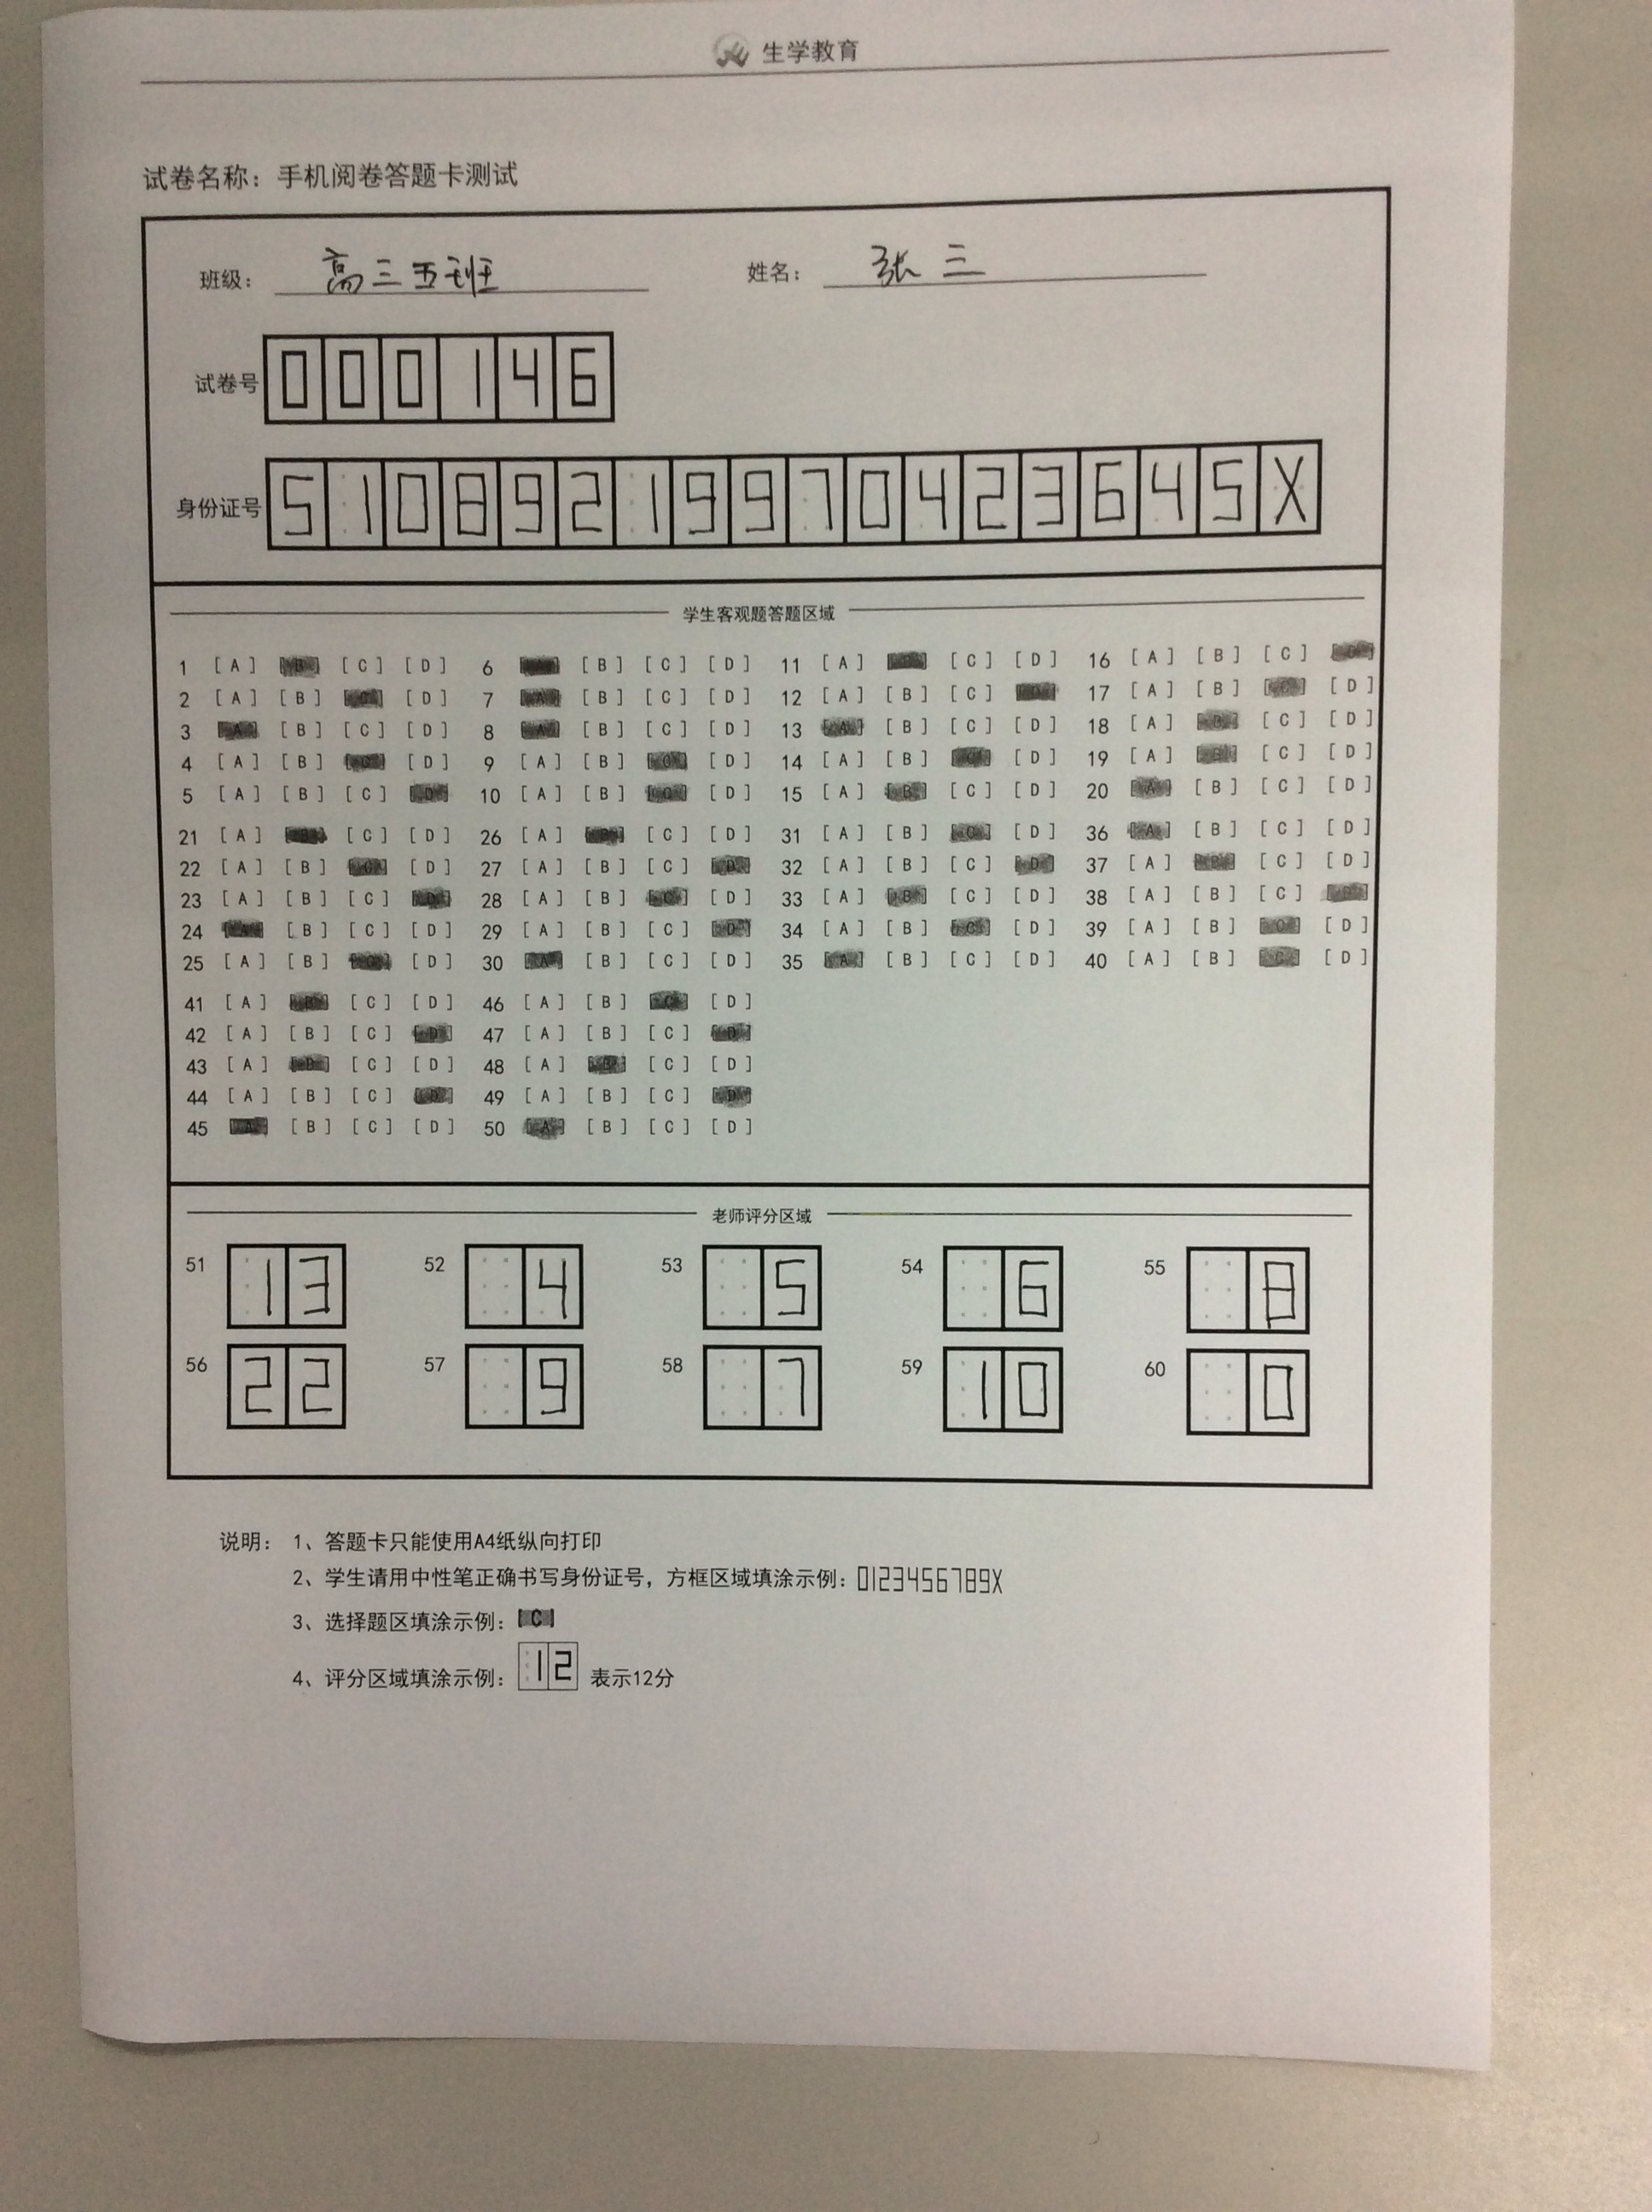 生学教育
试卷名称：手机阅卷答题卡测试
班级： 高三五班 姓名： 张三
试卷号 000146
身份证号 51089219970423645X
学生客观题答题区域
1 [A] [B] [C] [D] 6 [A] [B] [C] [D] 11 [A] [B] [C] [D] 16 [A] [B] [C] [D]
2 [A] [B] [C] [D] 7 [A] [B] [C] [D] 12 [A] [B] [C] [D] 17 [A] [B] [C] [D]
3 [A] [B] [C] [D] 8 [A] [B] [C] [D] 13 [A] [B] [C] [D] 18 [A] [B] [C] [D]
4 [A] [B] [C] [D] 9 [A] [B] [C] [D] 14 [A] [B] [C] [D] 19 [A] [B] [C] [D]
5 [A] [B] [C] [D] 10 [A] [B] [C] [D] 15 [A] [B] [C] [D] 20 [A] [B] [C] [D]
21 [A] [B] [C] [D] 26 [A] [B] [C] [D] 31 [A] [B] [C] [D] 36 [A] [B] [C] [D]
22 [A] [B] [C] [D] 27 [A] [B] [C] [D] 32 [A] [B] [C] [D] 37 [A] [B] [C] [D]
23 [A] [B] [C] [D] 28 [A] [B] [C] [D] 33 [A] [B] [C] [D] 38 [A] [B] [C] [D]
24 [A] [B] [C] [D] 29 [A] [B] [C] [D] 34 [A] [B] [C] [D] 39 [A] [B] [C] [D]
25 [A] [B] [C] [D] 30 [A] [B] [C] [D] 35 [A] [B] [C] [D] 40 [A] [B] [C] [D]
41 [A] [B] [C] [D] 46 [A] [B] [C] [D]
42 [A] [B] [C] [D] 47 [A] [B] [C] [D]
43 [A] [B] [C] [D] 48 [A] [B] [C] [D]
44 [A] [B] [C] [D] 49 [A] [B] [C] [D]
45 [A] [B] [C] [D] 50 [A] [B] [C] [D]
老师评分区域
51 13 52 4 53 5 54 6 55 8
56 22 57 9 58 7 59 10 60 0
说明： 1、答题卡只能使用A4纸纵向打印
2、学生请用中性笔正确书写身份证号，方框区域填涂示例：0123456789X
3、选择题区填涂示例：[C]
4、评分区域填涂示例：12 表示12分